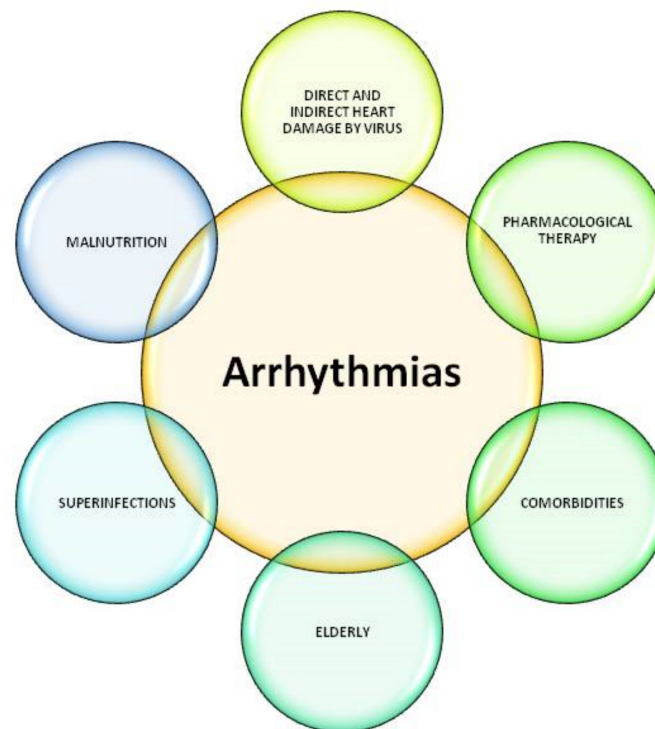 DIRECT AND
INDIRECT HEART
DAMAGE BY VIRUS
PHARMACOLOGICAL
THERAPY
MALNUTRITION
Arrhythmias
SUPERINFECTIONS
COMORBIDITIES
ELDERLY